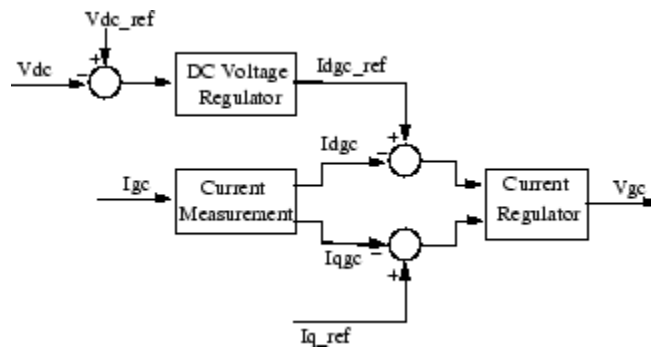 Vdc_ref
+
Vdc
−
DC Voltage
Regulator
Idgc_ref
+
−
Idgc
Igc
Current
Measurement
Current
Regulator
Vgc
Iqgc
−
+
Iq_ref